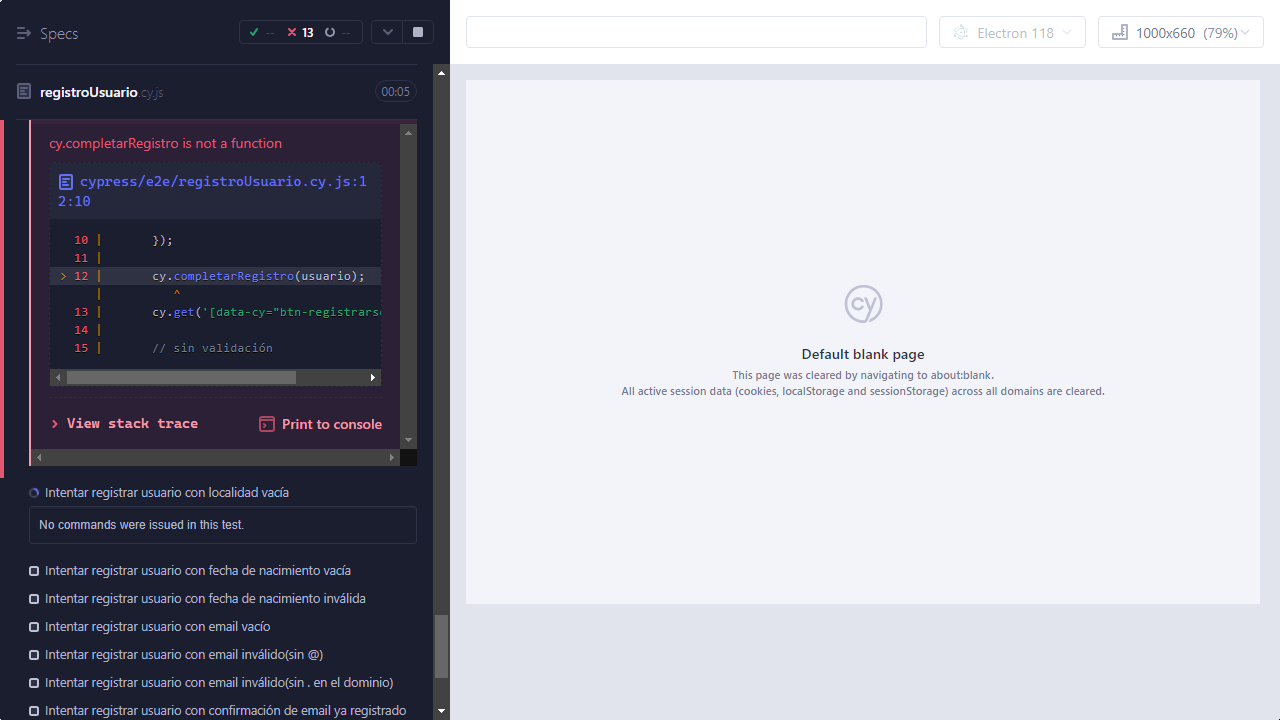 Specs
-- 13 --
Electron 118
1000x660 (79%)
registroUsuario.cy.js 00:05
cy.completarRegistro is not a function
cypress/e2e/registroUsuario.cy.js:1
2:10
10 | });
11 |
> 12 | cy.completarRegistro(usuario);
| ^
13 | cy.get('[data-cy="btn-registrarse
14 |
15 | // sin validación
> View stack trace
Print to console
Intentar registrar usuario con localidad vacía
No commands were issued in this test.
Intentar registrar usuario con fecha de nacimiento vacía
Intentar registrar usuario con fecha de nacimiento inválida
Intentar registrar usuario con email vacío
Intentar registrar usuario con email inválido(sin @)
Intentar registrar usuario con email inválido(sin . en el dominio)
Intentar registrar usuario con confirmación de email ya registrado
cy
Default blank page
This page was cleared by navigating to about:blank.
All active session data (cookies, localStorage and sessionStorage) across all domains are cleared.